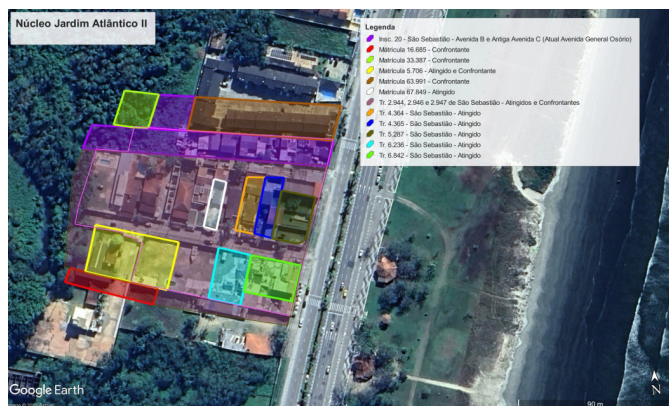 Núcleo Jardim Atlântico II
Legenda
Insc. 20 - São Sebastião - Avenida B e Antiga Avenida C (Atual Avenida General Osório)
Matrícula 16.685 - Confrontante
Matrícula 33.387 - Confrontante
Matrícula 5.706 - Atingido e Confrontante
Matrícula 63.991 - Confrontante
Matrícula 67.849 - Atingido
Tr. 2.944, 2.946 e 2.947 de São Sebastião - Atingidos e Confrontantes
Tr. 4.364 - São Sebastião - Atingido
Tr. 4.365 - São Sebastião - Atingido
Tr. 5.287 - São Sebastião - Atingido
Tr. 6.236 - São Sebastião - Atingido
Tr. 6.842 - São Sebastião - Atingido
Google Earth
N
90 m